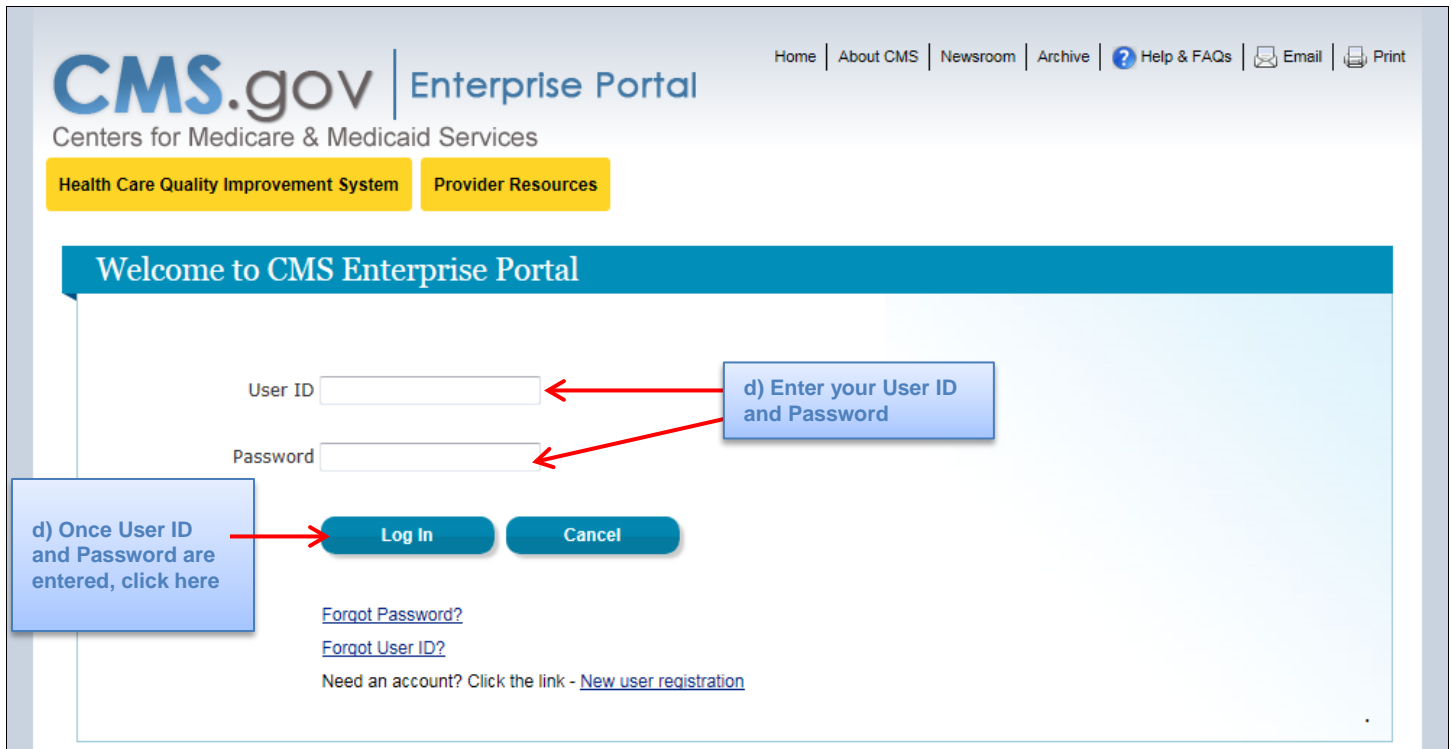 Home | About CMS | Newsroom | Archive | Help & FAQs | Email | Print
CMS.gov | Enterprise Portal
Centers for Medicare & Medicaid Services
Health Care Quality Improvement System
Provider Resources
Welcome to CMS Enterprise Portal
User ID
d) Enter your User ID
and Password
Password
d) Once User ID
and Password are
entered, click here
Log In
Cancel
Forgot Password?
Forgot User ID?
Need an account? Click the link - New user registration
.